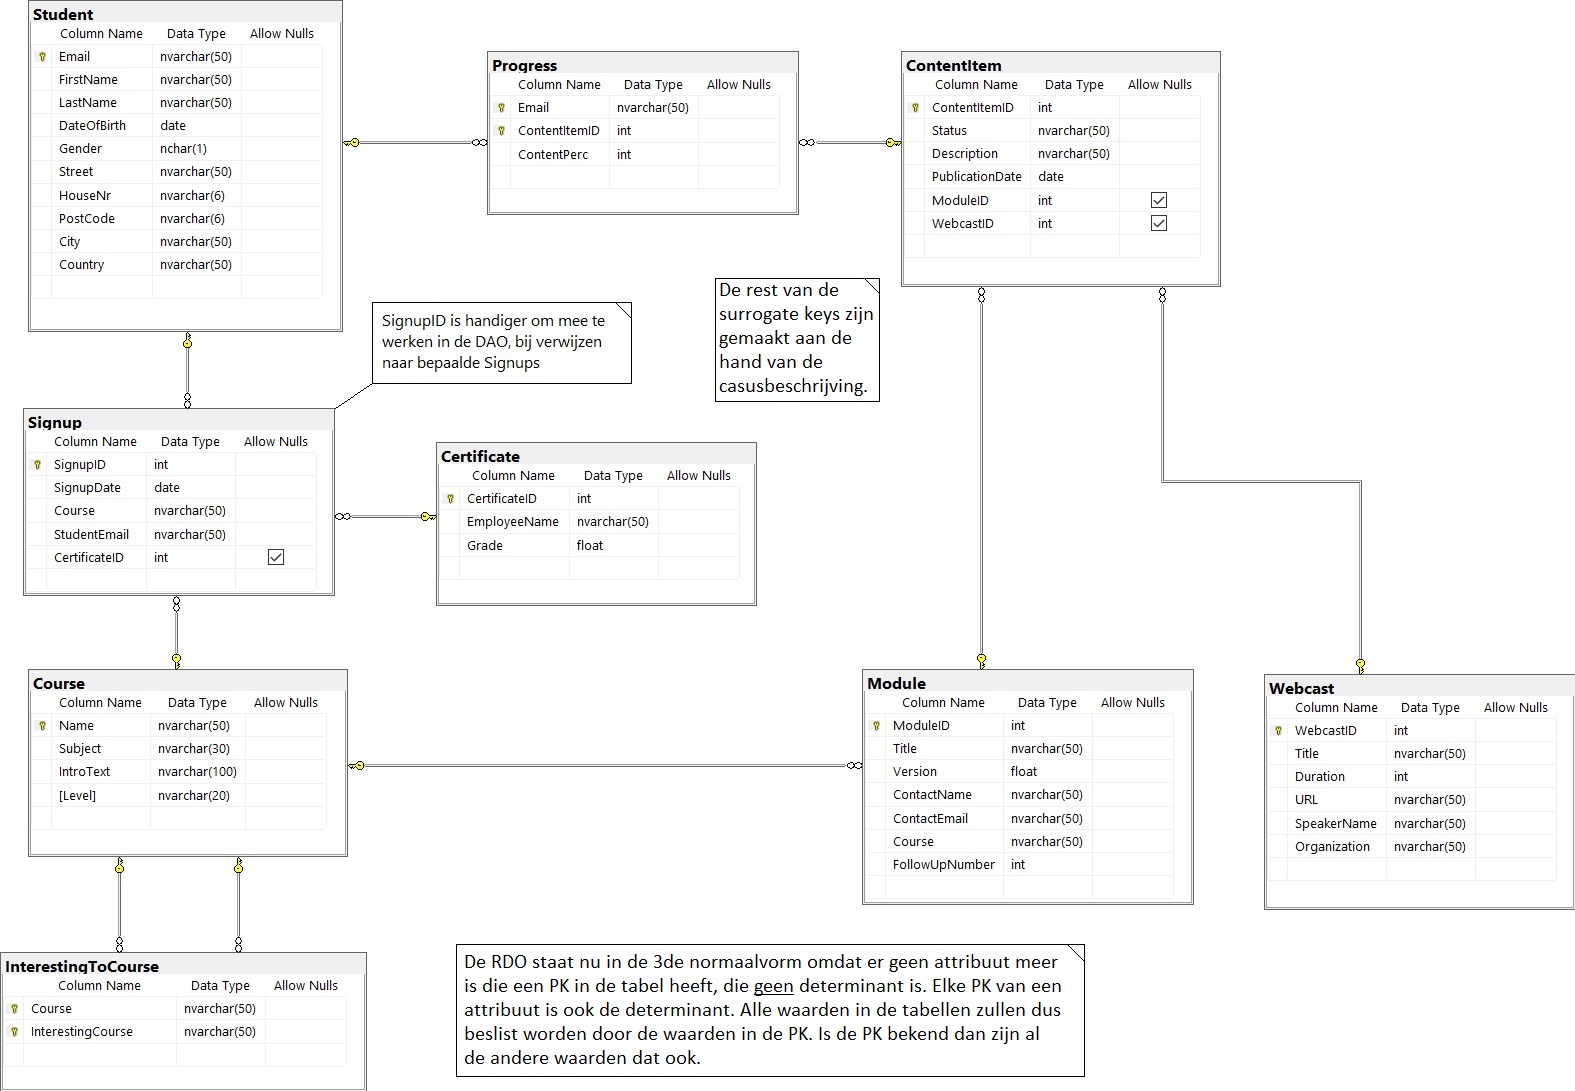 Student
Column Name Data Type Allow Nulls
Email nvarchar(50)
FirstName nvarchar(50)
LastName nvarchar(50)
DateOfBirth date
Gender nchar(1)
Street nvarchar(50)
HouseNr nvarchar(6)
PostCode nvarchar(6)
City nvarchar(50)
Country nvarchar(50)
Progress
Column Name Data Type Allow Nulls
Email nvarchar(50)
ContentItemID int
ContentPerc int
ContentItem
Column Name Data Type Allow Nulls
ContentItemID int
Status nvarchar(50)
Description nvarchar(50)
PublicationDate date
ModuleID int
WebcastID int
SignupID is handiger om mee te
werken in de DAO, bij verwijzen
naar bepaalde Signups
De rest van de
surrogate keys zijn
gemaakt aan de
hand van de
casusbeschrijving.
Signup
Column Name Data Type Allow Nulls
SignupID int
SignupDate date
Course nvarchar(50)
StudentEmail nvarchar(50)
CertificateID int
Certificate
Column Name Data Type Allow Nulls
CertificateID int
EmployeeName nvarchar(50)
Grade float
Course
Column Name Data Type Allow Nulls
Name nvarchar(50)
Subject nvarchar(30)
IntroText nvarchar(100)
[Level] nvarchar(20)
Module
Column Name Data Type Allow Nulls
ModuleID int
Title nvarchar(50)
Version float
ContactName nvarchar(50)
ContactEmail nvarchar(50)
Course nvarchar(50)
FollowUpNumber int
Webcast
Column Name Data Type Allow Nulls
WebcastID int
Title nvarchar(50)
Duration int
URL nvarchar(50)
SpeakerName nvarchar(50)
Organization nvarchar(50)
InterestingToCourse
Column Name Data Type Allow Nulls
Course nvarchar(50)
InterestingCourse nvarchar(50)
De RDO staat nu in de 3de normaalvorm omdat er geen attribuut meer
is die een PK in de tabel heeft, die geen determinant is. Elke PK van een
attribuut is ook de determinant. Alle waarden in de tabellen zullen dus
beslist worden door de waarden in de PK. Is de PK bekend dan zijn al
de andere waarden dat ook.